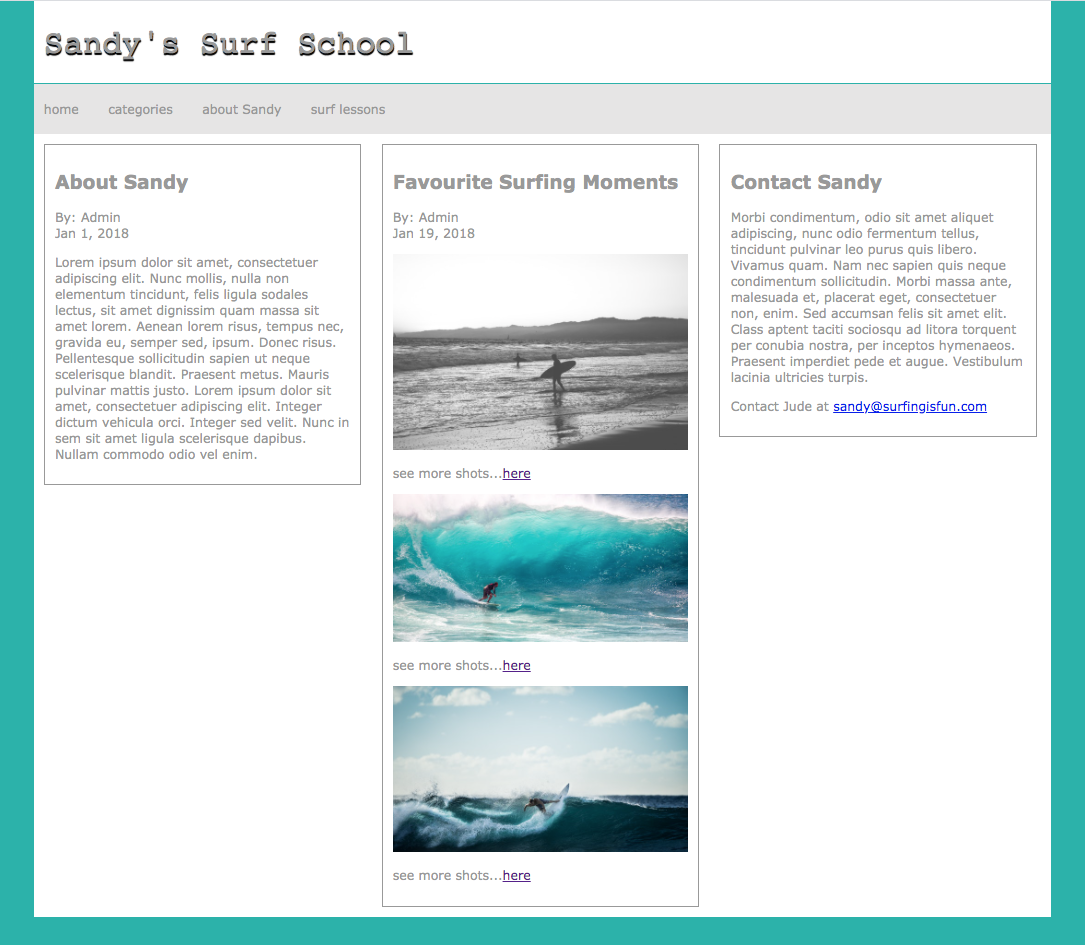 Sandy's Surf School
home categories about Sandy surf lessons
About Sandy
By: Admin
Jan 1, 2018
Lorem ipsum dolor sit amet, consectetuer
adipiscing elit. Nunc mollis, nulla non
elementum tincidunt, felis ligula sodales
lectus, sit amet dignissim quam massa sit
amet lorem. Aenean lorem risus, tempus nec,
gravida eu, semper sed, ipsum. Donec risus.
Pellentesque sollicitudin sapien ut neque
scelerisque blandit. Praesent metus. Mauris
pulvinar mattis justo. Lorem ipsum dolor sit
amet, consectetuer adipiscing elit. Integer
dictum vehicula orci. Integer sed velit. Nunc in
sem sit amet ligula scelerisque dapibus.
Nullam commodo odio vel enim.
Favourite Surfing Moments
By: Admin
Jan 19, 2018
see more shots...here
see more shots...here
see more shots...here
Contact Sandy
Morbi condimentum, odio sit amet aliquet
adipiscing, nunc odio fermentum tellus,
tincidunt pulvinar leo purus quis libero.
Vivamus quam. Nam nec sapien quis neque
condimentum sollicitudin. Morbi massa ante,
malesuada et, placerat eget, consectetuer
non, enim. Sed accumsan felis sit amet elit.
Class aptent taciti sociosqu ad litora torquent
per conubia nostra, per inceptos hymenaeos.
Praesent imperdiet pede et augue. Vestibulum
lacinia ultricies turpis.
Contact Jude at sandy@surfingisfun.com